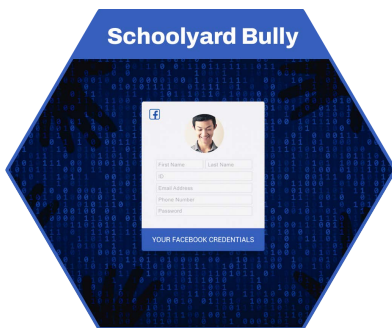 Schoolyard Bully
f
First Name Last Name
ID
Email Address
Phone Number
Password
YOUR FACEBOOK CREDENTIALS